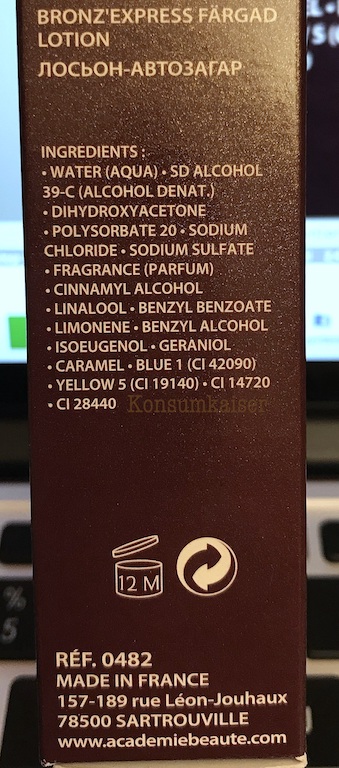 BRONZ'EXPRESS FÄRGAD
LOTION
ЛОСЬОН-АВТОЗАГАР
INGREDIENTS :
• WATER (AQUA) • SD ALCOHOL
39-C (ALCOHOL DENAT.)
• DIHYDROXYACETONE
• POLYSORBATE 20 • SODIUM
CHLORIDE • SODIUM SULFATE
• FRAGRANCE (PARFUM)
• CINNAMYL ALCOHOL
• LINALOOL • BENZYL BENZOATE
• LIMONENE • BENZYL ALCOHOL
• ISOEUGENOL • GERANIOL
• CARAMEL • BLUE 1 (CI 42090)
• YELLOW 5 (CI 19140) • CI 14720
• CI 28440 Konsumkaiser
12 M
%
5
RÉF. 0482
MADE IN FRANCE
157-189 rue Léon-Jouhaux
78500 SARTROUVILLE
www.academiebeaute.com